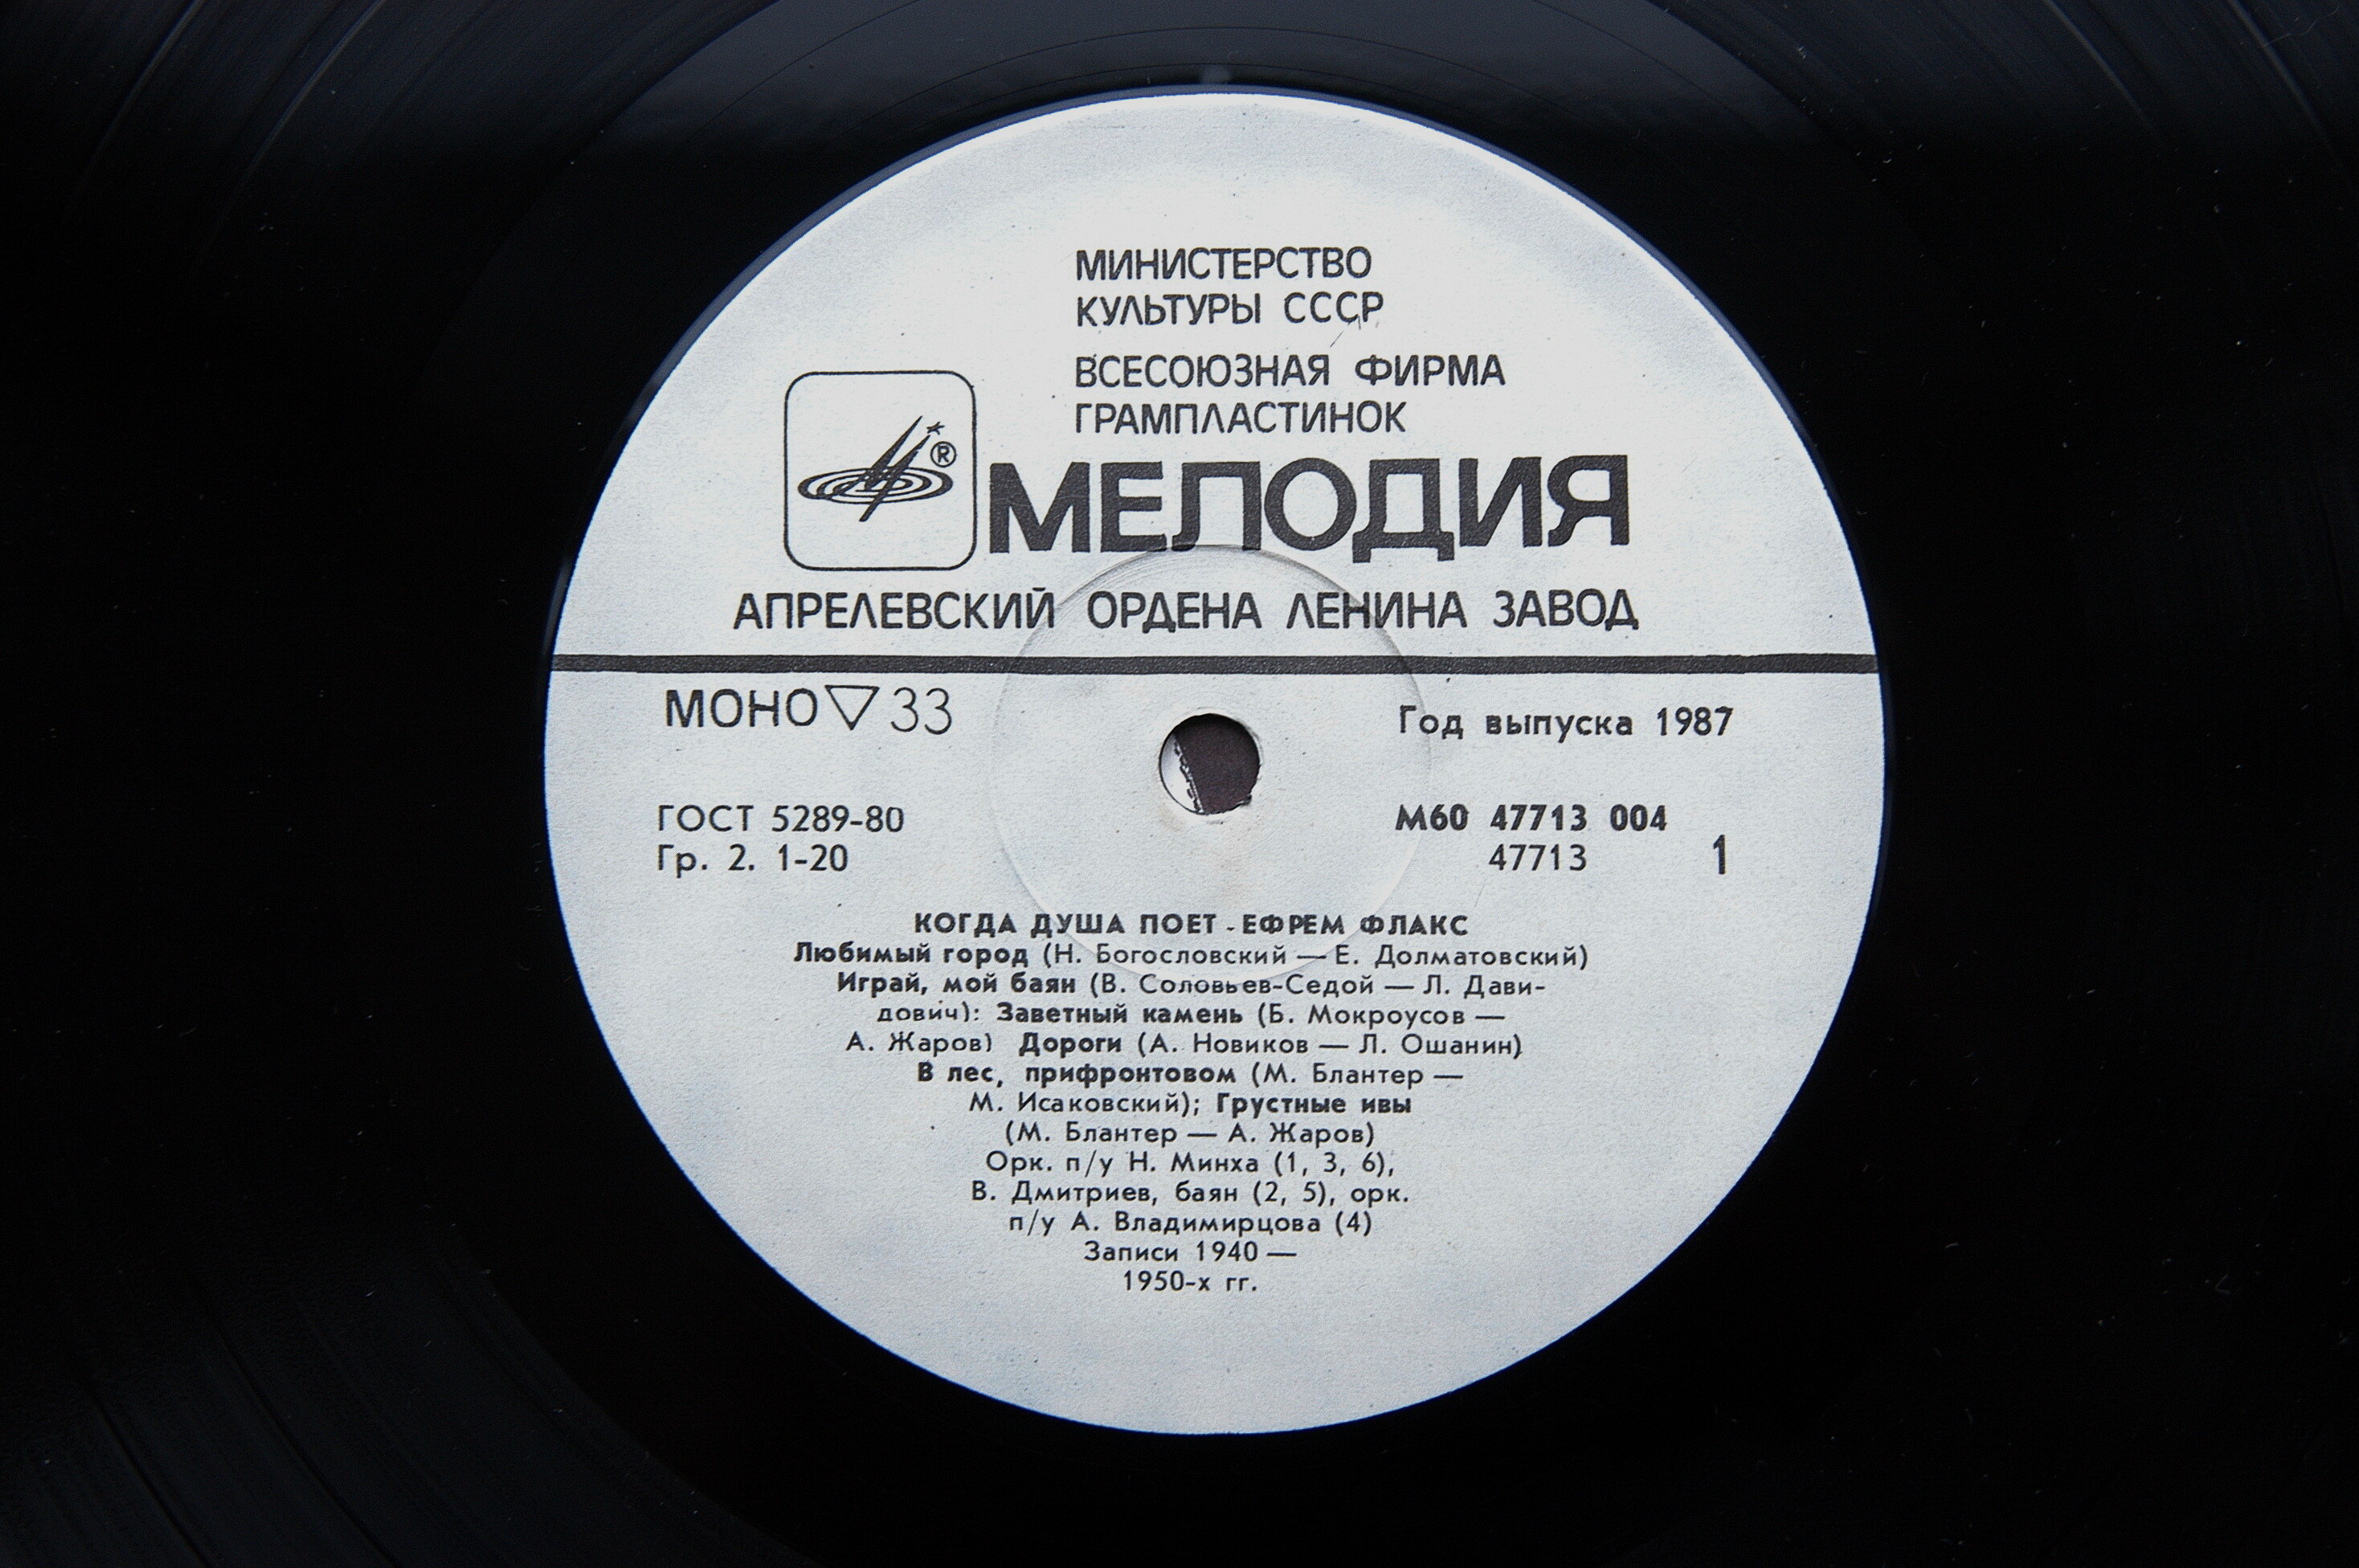 МИНИСТЕРСТВО
КУЛЬТУРЫ СССР
ВСЕСОЮЗНАЯ ФИРМА
ГРАМПЛАСТИНОК
®
МЕЛОДИЯ
АПРЕЛЕВСКИЙ ОРДЕНА ЛЕНИНА ЗАВОД
МОНО ▽ 33
Год выпуска 1987
ГОСТ 5289-80
Гр. 2. 1-20
М60 47713 004
47713 1
КОГДА ДУША ПОЕТ - ЕФРЕМ ФЛАКС
Любимый город (Н. Богословский — Е. Долматовский)
Играй, мой баян (В. Соловьев-Седой — Л. Дави-
дович): Заветный камень (Б. Мокроусов —
А. Жаров) Дороги (А. Новиков — Л. Ошанин)
В лес, прифронтовом (М. Блантер —
М. Исаковский); Грустные ивы
(М. Блантер — А. Жаров)
Орк. п/у Н. Минха (1, 3, 6),
В. Дмитриев, баян (2, 5), орк.
п/у А. Владимирцова (4)
Записи 1940 —
1950-х гг.